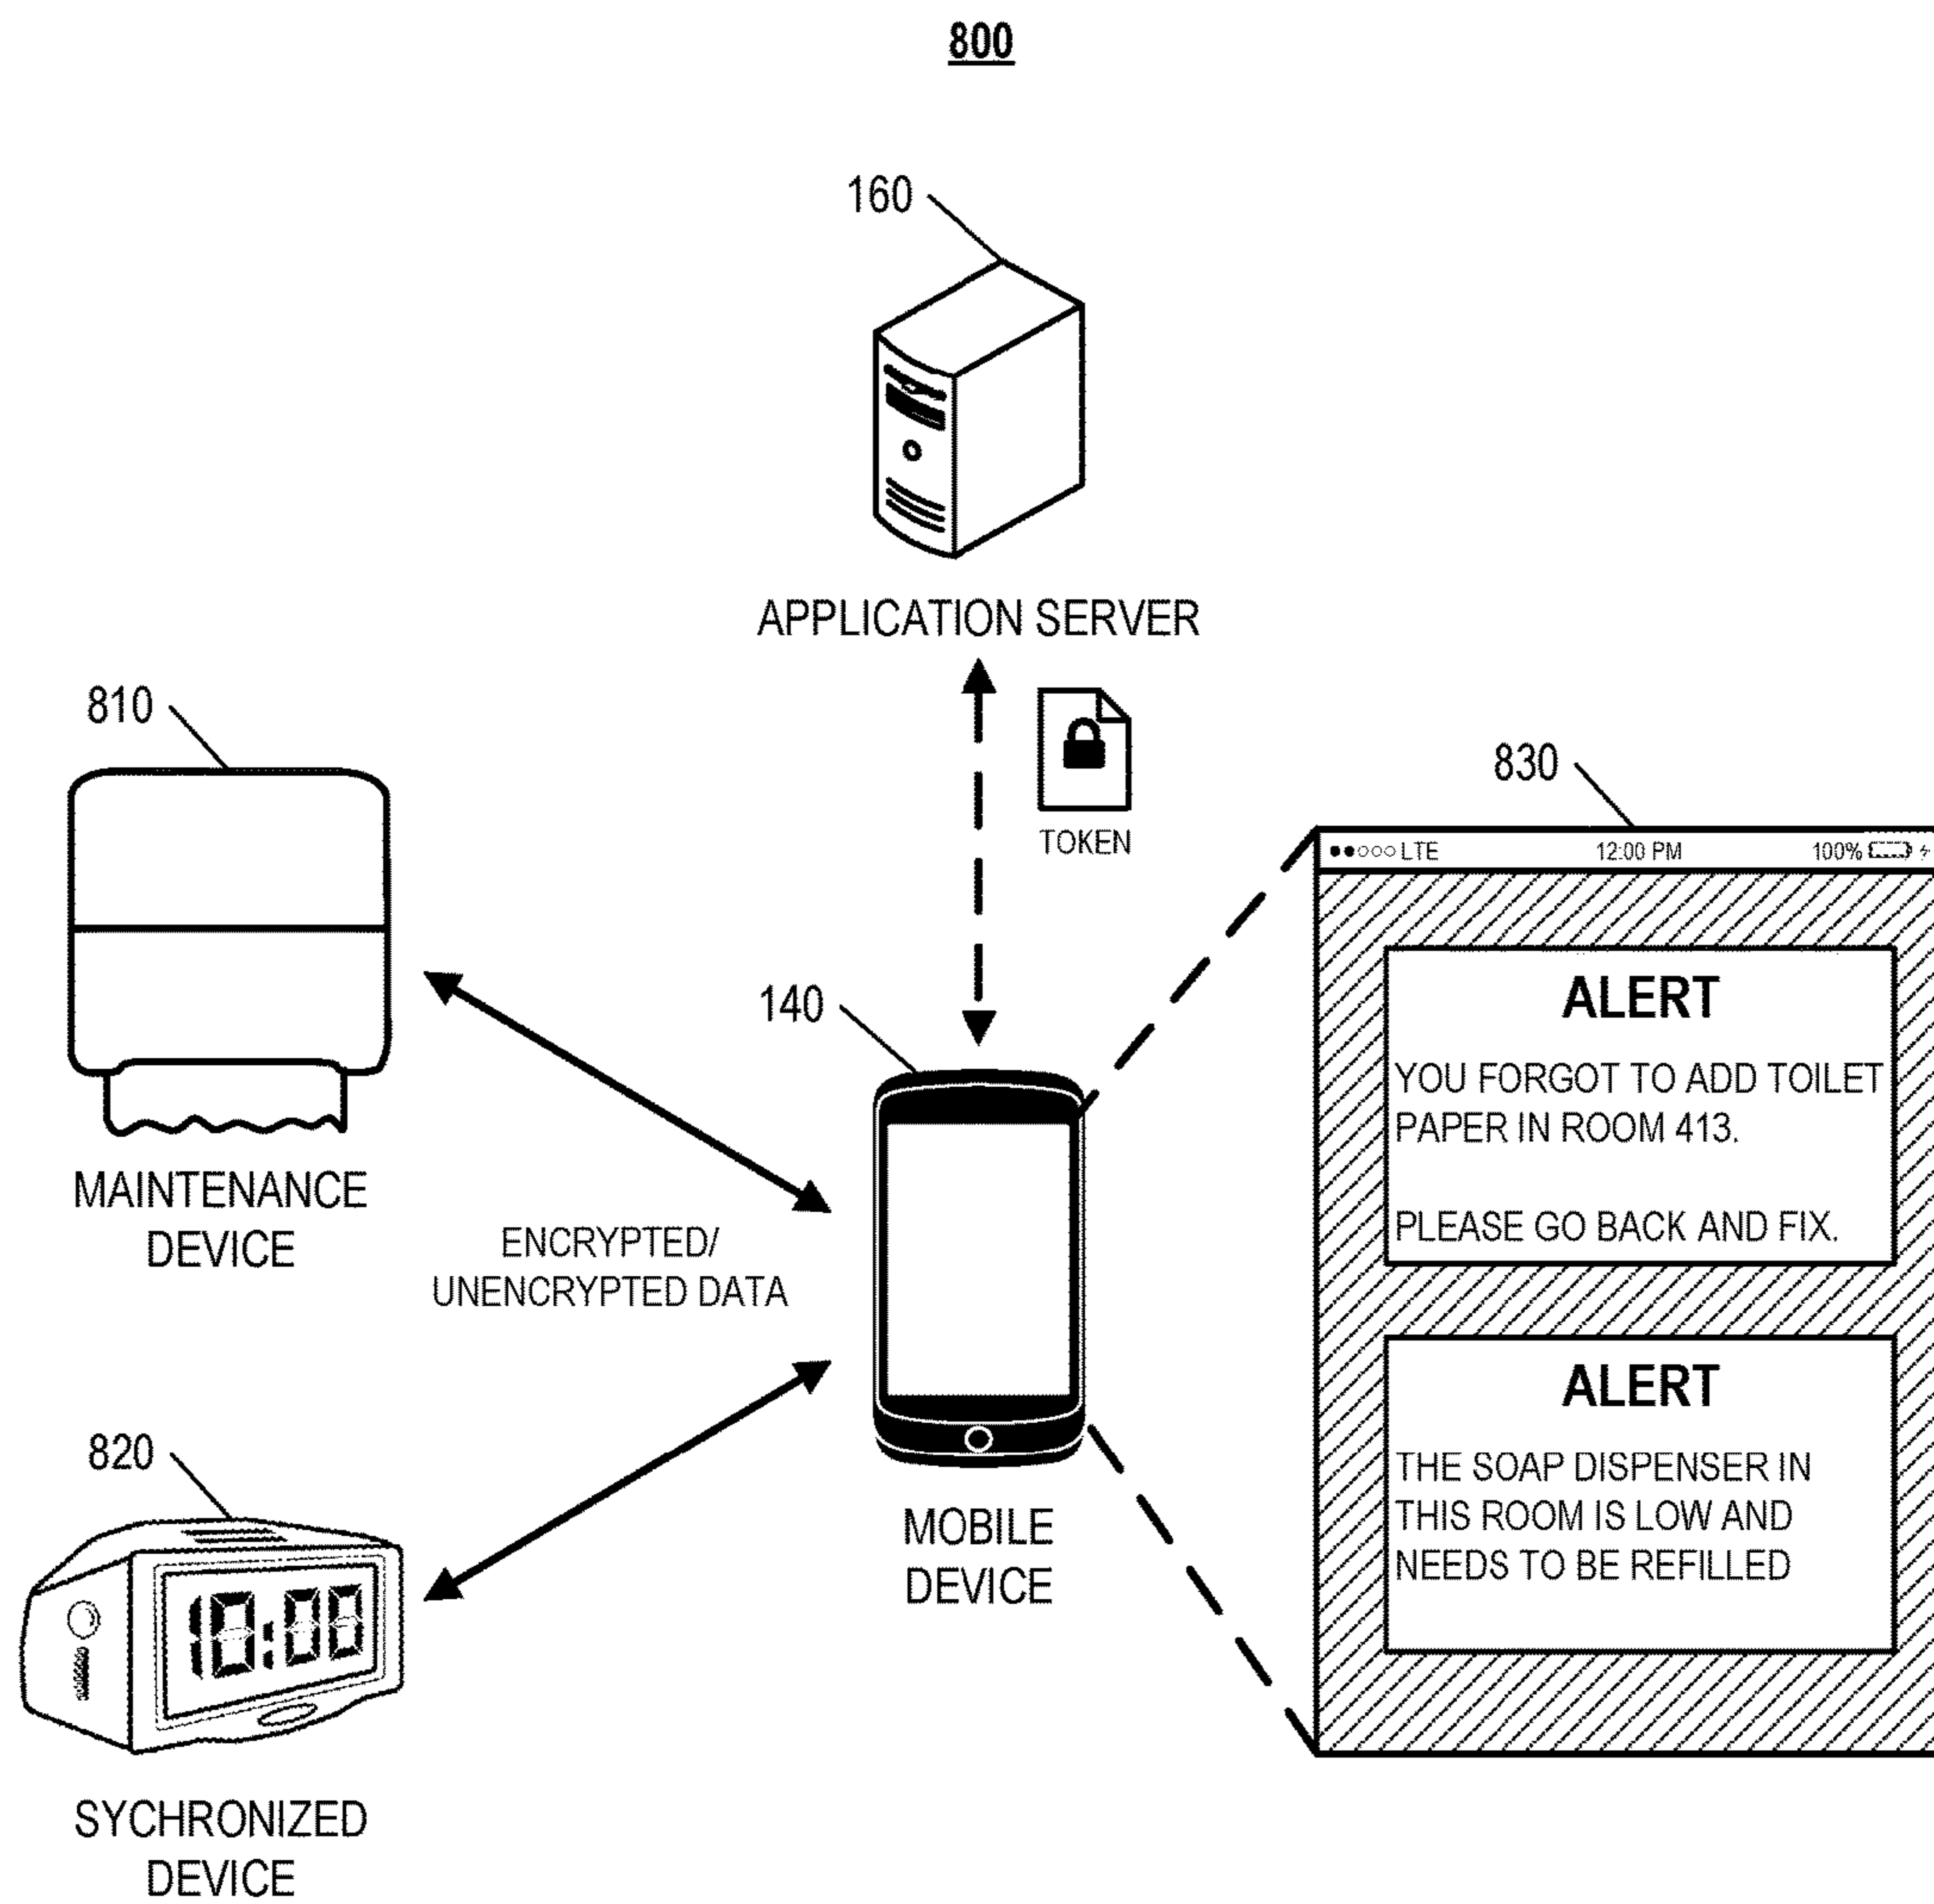 800
160
APPLICATION SERVER
TOKEN
810
MAINTENANCE
DEVICE
140
MOBILE
DEVICE
ENCRYPTED/
UNENCRYPTED DATA
820
SYCHRONIZED
DEVICE
830
LTE 12:00 PM 100%
ALERT
YOU FORGOT TO ADD TOILET
PAPER IN ROOM 413.
PLEASE GO BACK AND FIX.
ALERT
THE SOAP DISPENSER IN
THIS ROOM IS LOW AND
NEEDS TO BE REFILLED